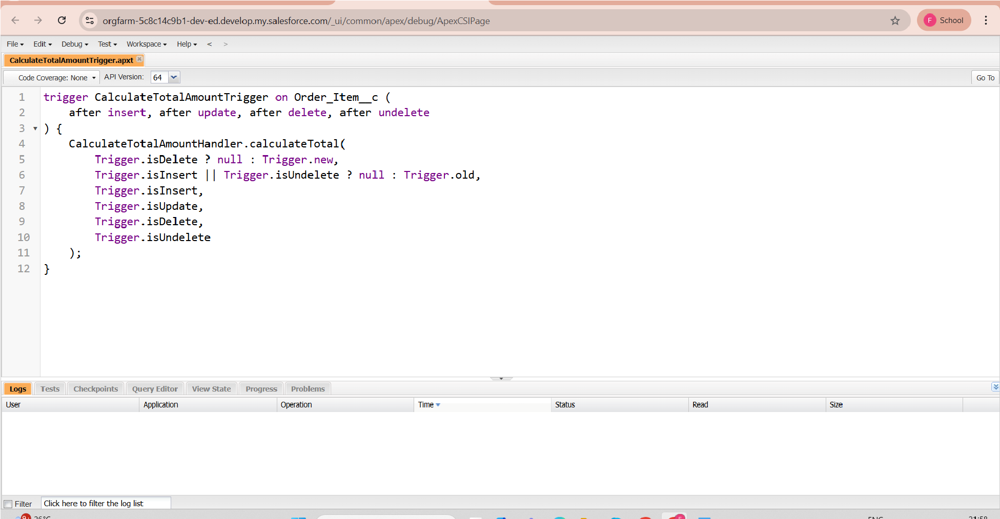 orgfarm-5c8c14c9b1-dev-ed.develop.my.salesforce.com/_ui/common/apex/debug/ApexCSIPage
F School
File Edit Debug Test Workspace Help < >
CalculateTotalAmountTrigger.apxt
Code Coverage: None API Version: 64 Go To
1 trigger CalculateTotalAmountTrigger on Order_Item__c (
2 after insert, after update, after delete, after undelete
3 ) {
4 CalculateTotalAmountHandler.calculateTotal(
5 Trigger.isDelete ? null : Trigger.new,
6 Trigger.isInsert || Trigger.isUndelete ? null : Trigger.old,
7 Trigger.isInsert,
8 Trigger.isUpdate,
9 Trigger.isDelete,
10 Trigger.isUndelete
11 );
12 }
Logs Tests Checkpoints Query Editor View State Progress Problems
User Application Operation Time Status Read Size
Filter Click here to filter the log list